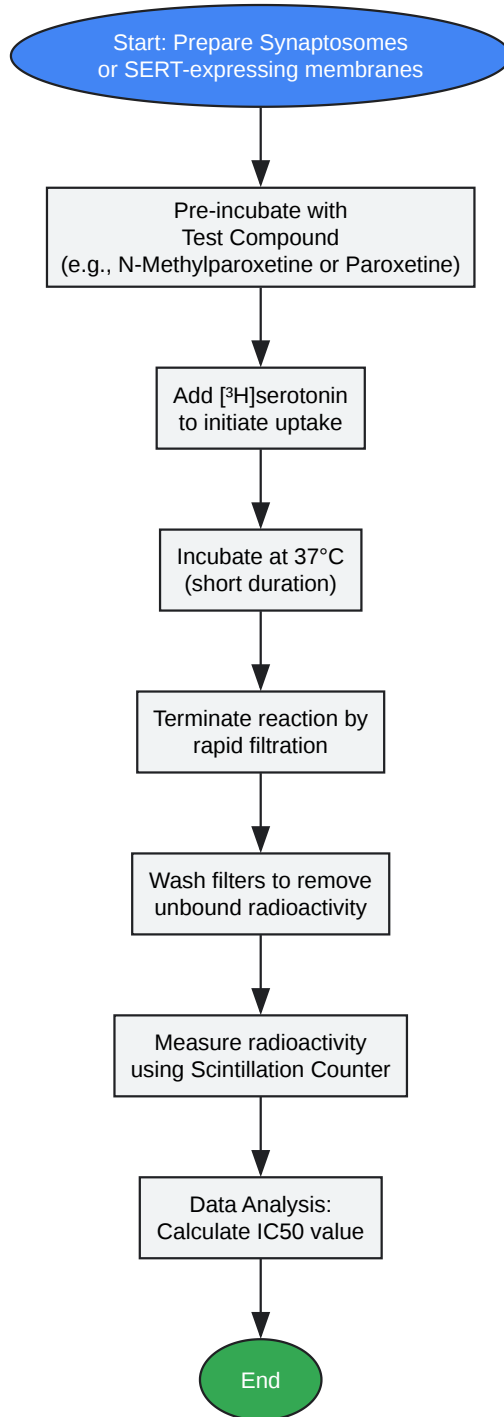 Start: Prepare Synaptosomes
or SERT-expressing membranes
Pre-incubate with
Test Compound
(e.g., N-Methylparoxetine or Paroxetine)
Add [³H]serotonin
to initiate uptake
Incubate at 37°C
(short duration)
Terminate reaction by
rapid filtration
Wash filters to remove
unbound radioactivity
Measure radioactivity
using Scintillation Counter
Data Analysis:
Calculate IC50 value
End